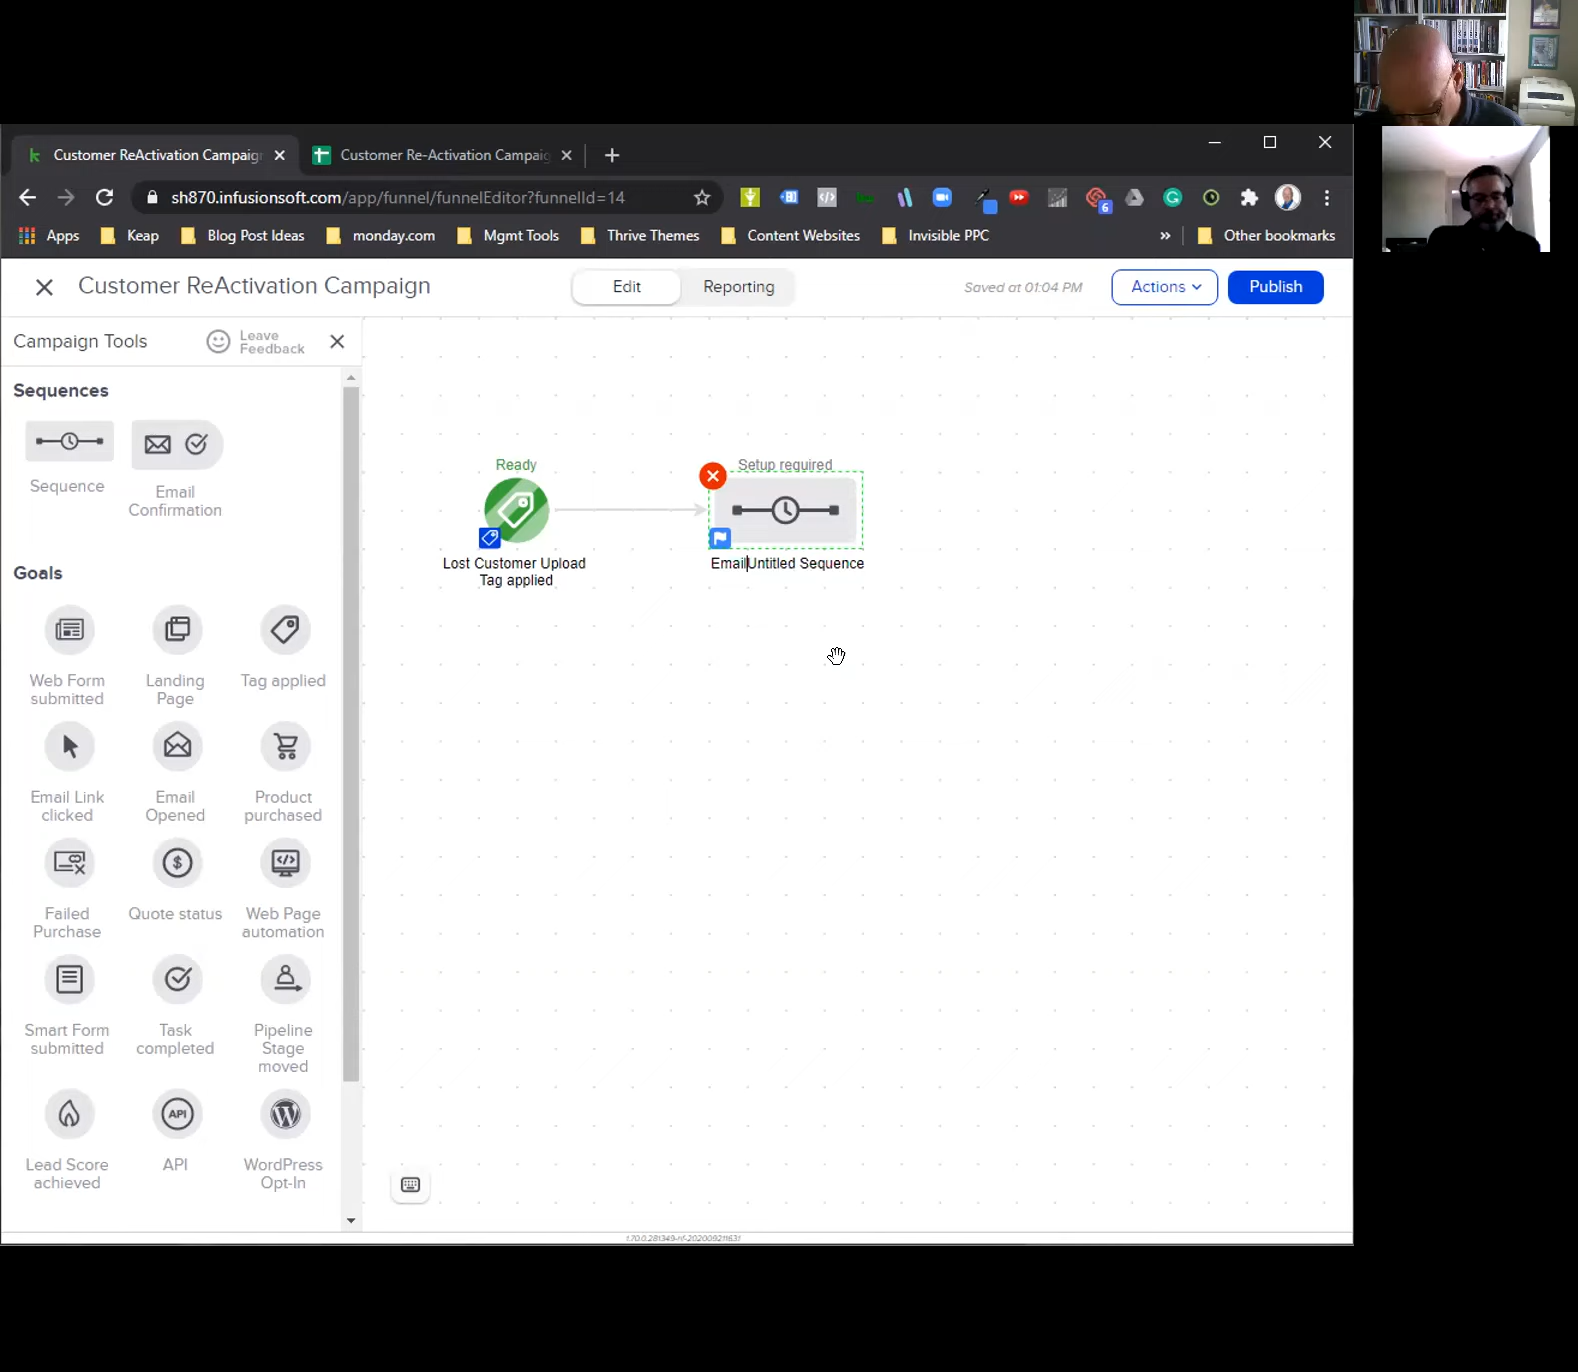 Customer ReActivation Campaig
Customer Re-Activation Campaig
sh870.infusionsoft.com/app/funnel/funnelEditor?funnelId=14
6
Apps
Keap
Blog Post Ideas
monday.com
Mgmt Tools
Thrive Themes
Content Websites
Invisible PPC
»
Other bookmarks
Customer ReActivation Campaign
Edit
Reporting
Saved at 01:04 PM
Actions
Publish
Campaign Tools
Leave
Feedback
Sequences
Sequence
Email
Confirmation
Goals
Web Form
submitted
Landing
Page
Tag applied
Email Link
clicked
Email
Opened
Product
purchased
Failed
Purchase
Quote status
Web Page
automation
Smart Form
submitted
Task
completed
Pipeline
Stage
moved
Lead Score
achieved
API
API
WordPress
Opt-In
Ready
Lost Customer Upload
Tag applied
Setup required
EmailUntitled Sequence